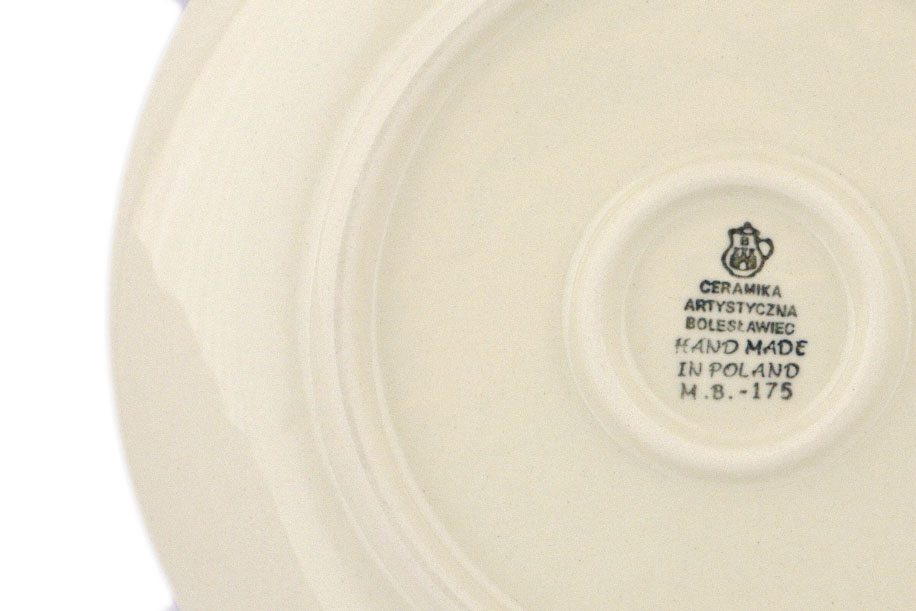 B
CERAMIKA
ARTYSTYCZNA
BOLESŁAWIEC
HAND MADE
IN POLAND
M.B.-175